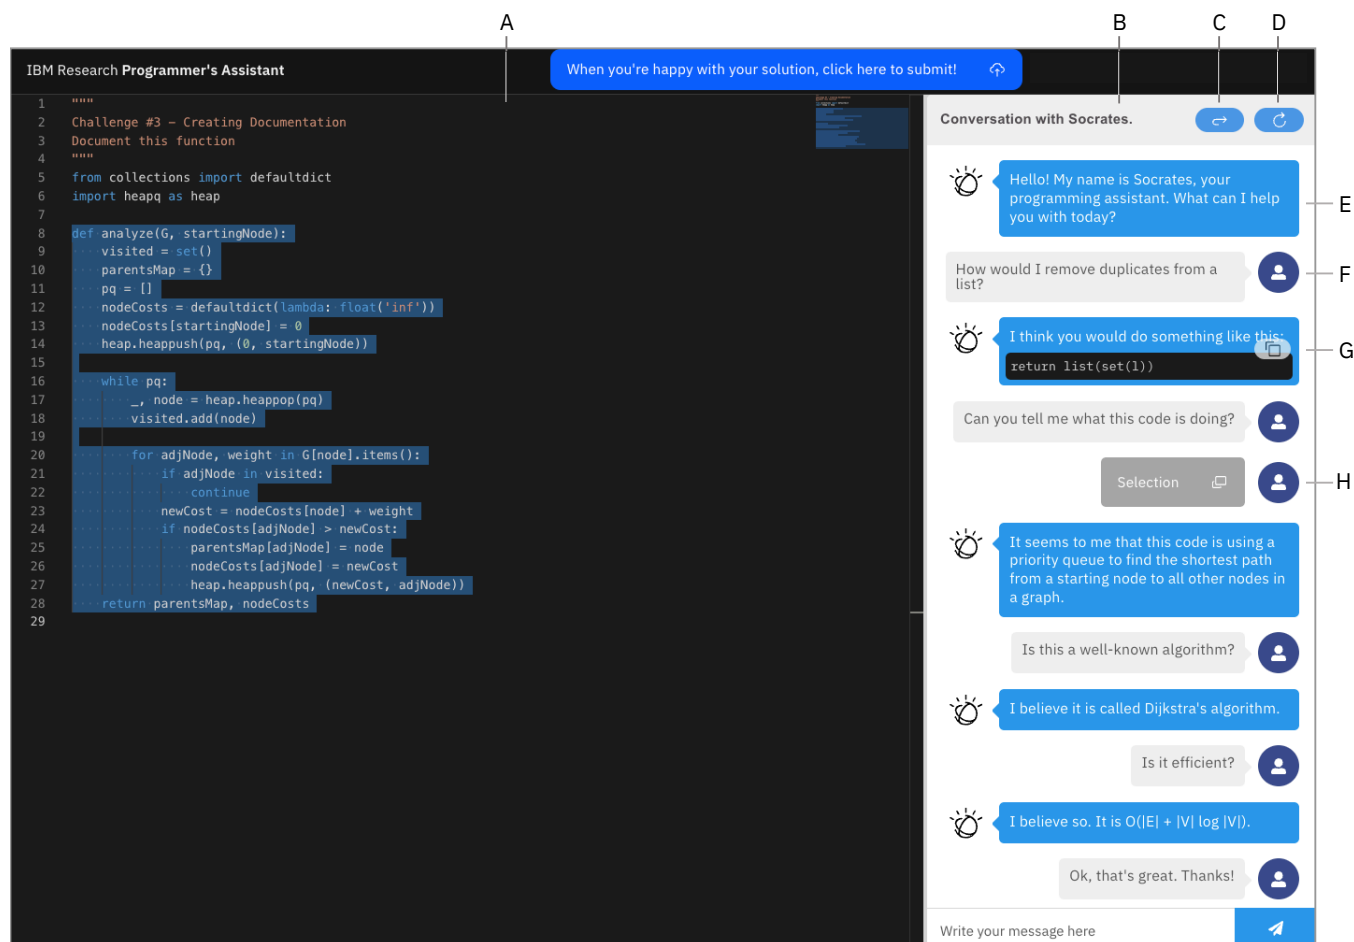 A
B
C
D
IBM Research Programmer's Assistant
When you're happy with your solution, click here to submit!
1 """
2 Challenge #3 – Creating Documentation
3 Document this function
4 """
5 from collections import defaultdict
6 import heapq as heap
7
8 def analyze(G, startingNode):
9 visited = set()
10 parentsMap = {}
11 pq = []
12 nodeCosts = defaultdict(lambda: float('inf'))
13 nodeCosts[startingNode] = 0
14 heap.heappush(pq, (0, startingNode))
15
16 while pq:
17 _, node = heap.heappop(pq)
18 visited.add(node)
19
20 for adjNode, weight in G[node].items():
21 if adjNode in visited:
22 continue
23 newCost = nodeCosts[node] + weight
24 if nodeCosts[adjNode] > newCost:
25 parentsMap[adjNode] = node
26 nodeCosts[adjNode] = newCost
27 heap.heappush(pq, (newCost, adjNode))
28 return parentsMap, nodeCosts
29
Conversation with Socrates.
Hello! My name is Socrates, your
programming assistant. What can I help
you with today?
E
How would I remove duplicates from a
list?
F
I think you would do something like this:
return list(set(l))
G
Can you tell me what this code is doing?
Selection
H
It seems to me that this code is using a
priority queue to find the shortest path
from a starting node to all other nodes in
a graph.
Is this a well-known algorithm?
I believe it is called Dijkstra's algorithm.
Is it efficient?
I believe so. It is O(|E| + |V| log |V|).
Ok, that's great. Thanks!
Write your message here